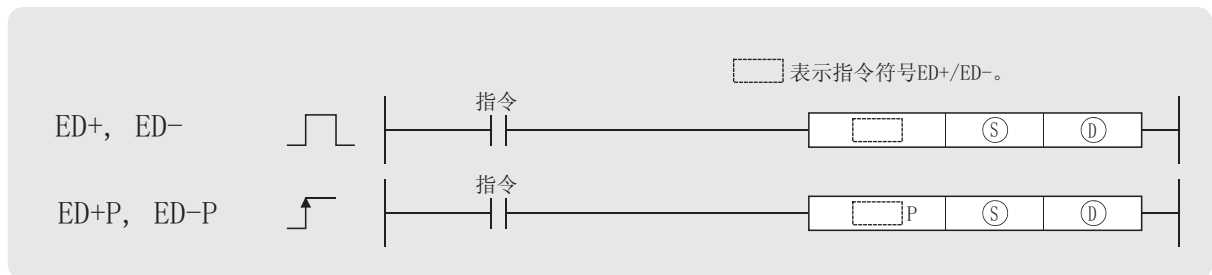 表示指令符号ED+/ED-。
指令
ED+, ED-
Ⓢ Ⓓ
指令
ED+P, ED-P
P Ⓢ Ⓓ